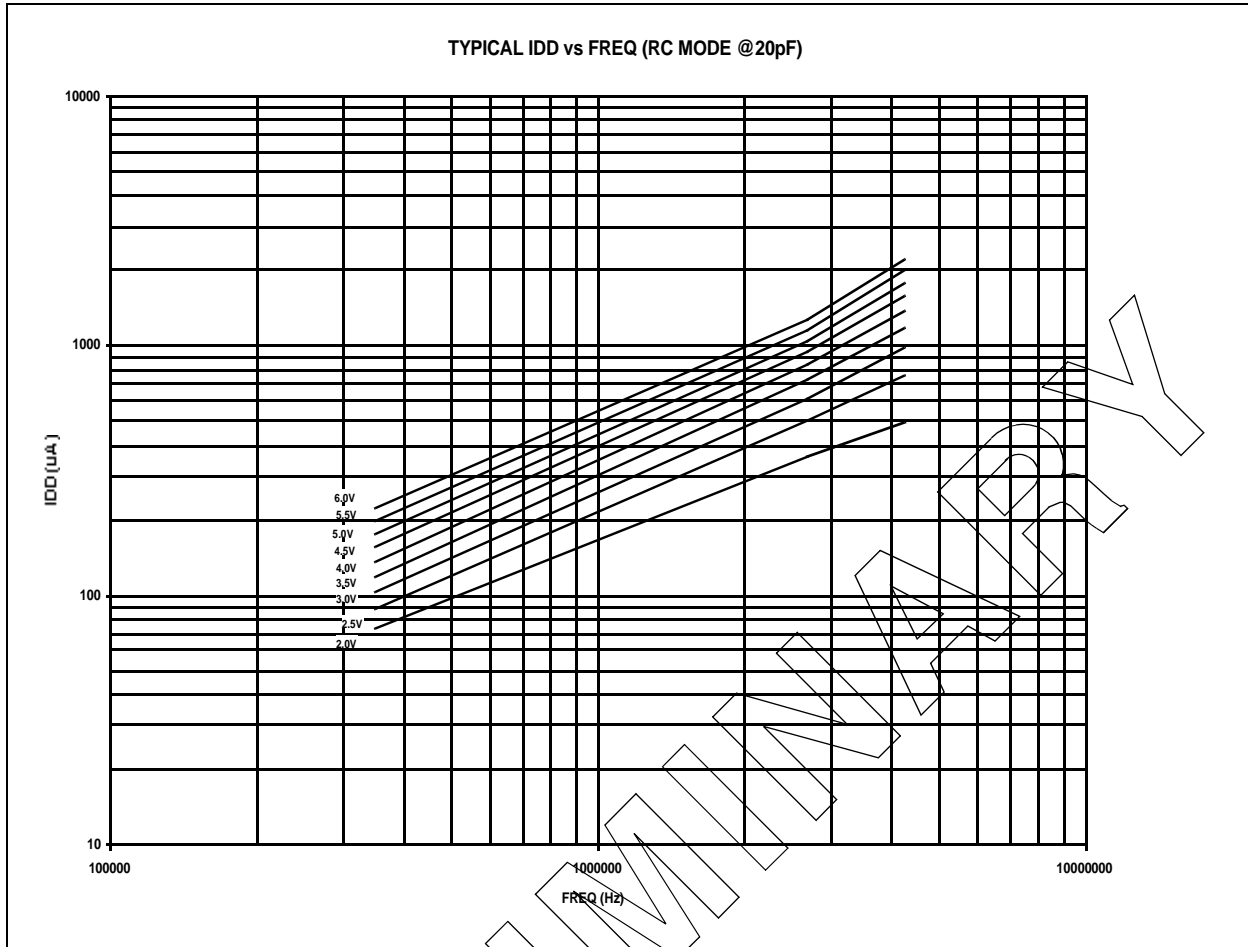 TYPICAL IDD vs FREQ (RC MODE @20pF)
10000
1000
100
10
IDD (uA)
6.0V
5.5V
5.0V
4.5V
4.0V
3.5V
3.0V
2.5V
2.0V
100000
1000000
10000000
FREQ (Hz)
IMINARY